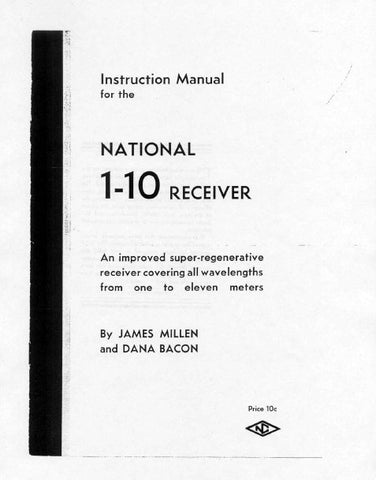 Instruction Manual
for the
NATIONAL
1-10 RECEIVER
An improved super-regenerative
receiver covering all wavelengths
from one to eleven meters
By JAMES MILLEN
and DANA BACON
Price 10c
NC